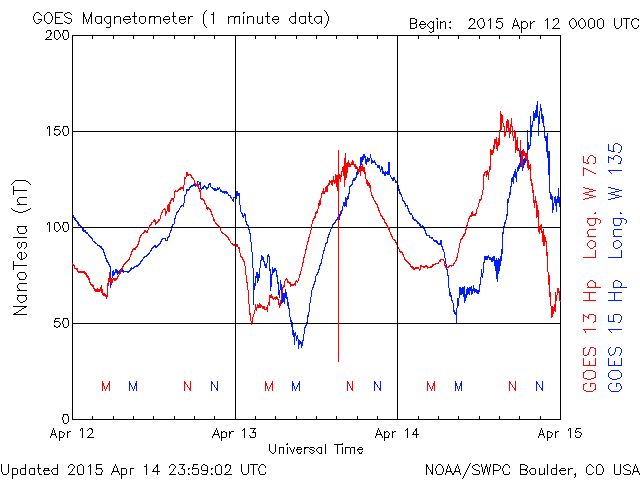 GOES Magnetometer (1 minute data)
Begin: 2015 Apr 12 0000 UTC
200
150
100
50
0
NanoTesla (nT)
M M N N M M N N M M N N
Apr 12 Apr 13 Apr 14 Apr 15
Universal Time
GOES 13 Hp Long. W 75
GOES 15 Hp Long. W 135
Updated 2015 Apr 14 23:59:02 UTC
NOAA/SWPC Boulder, CO USA